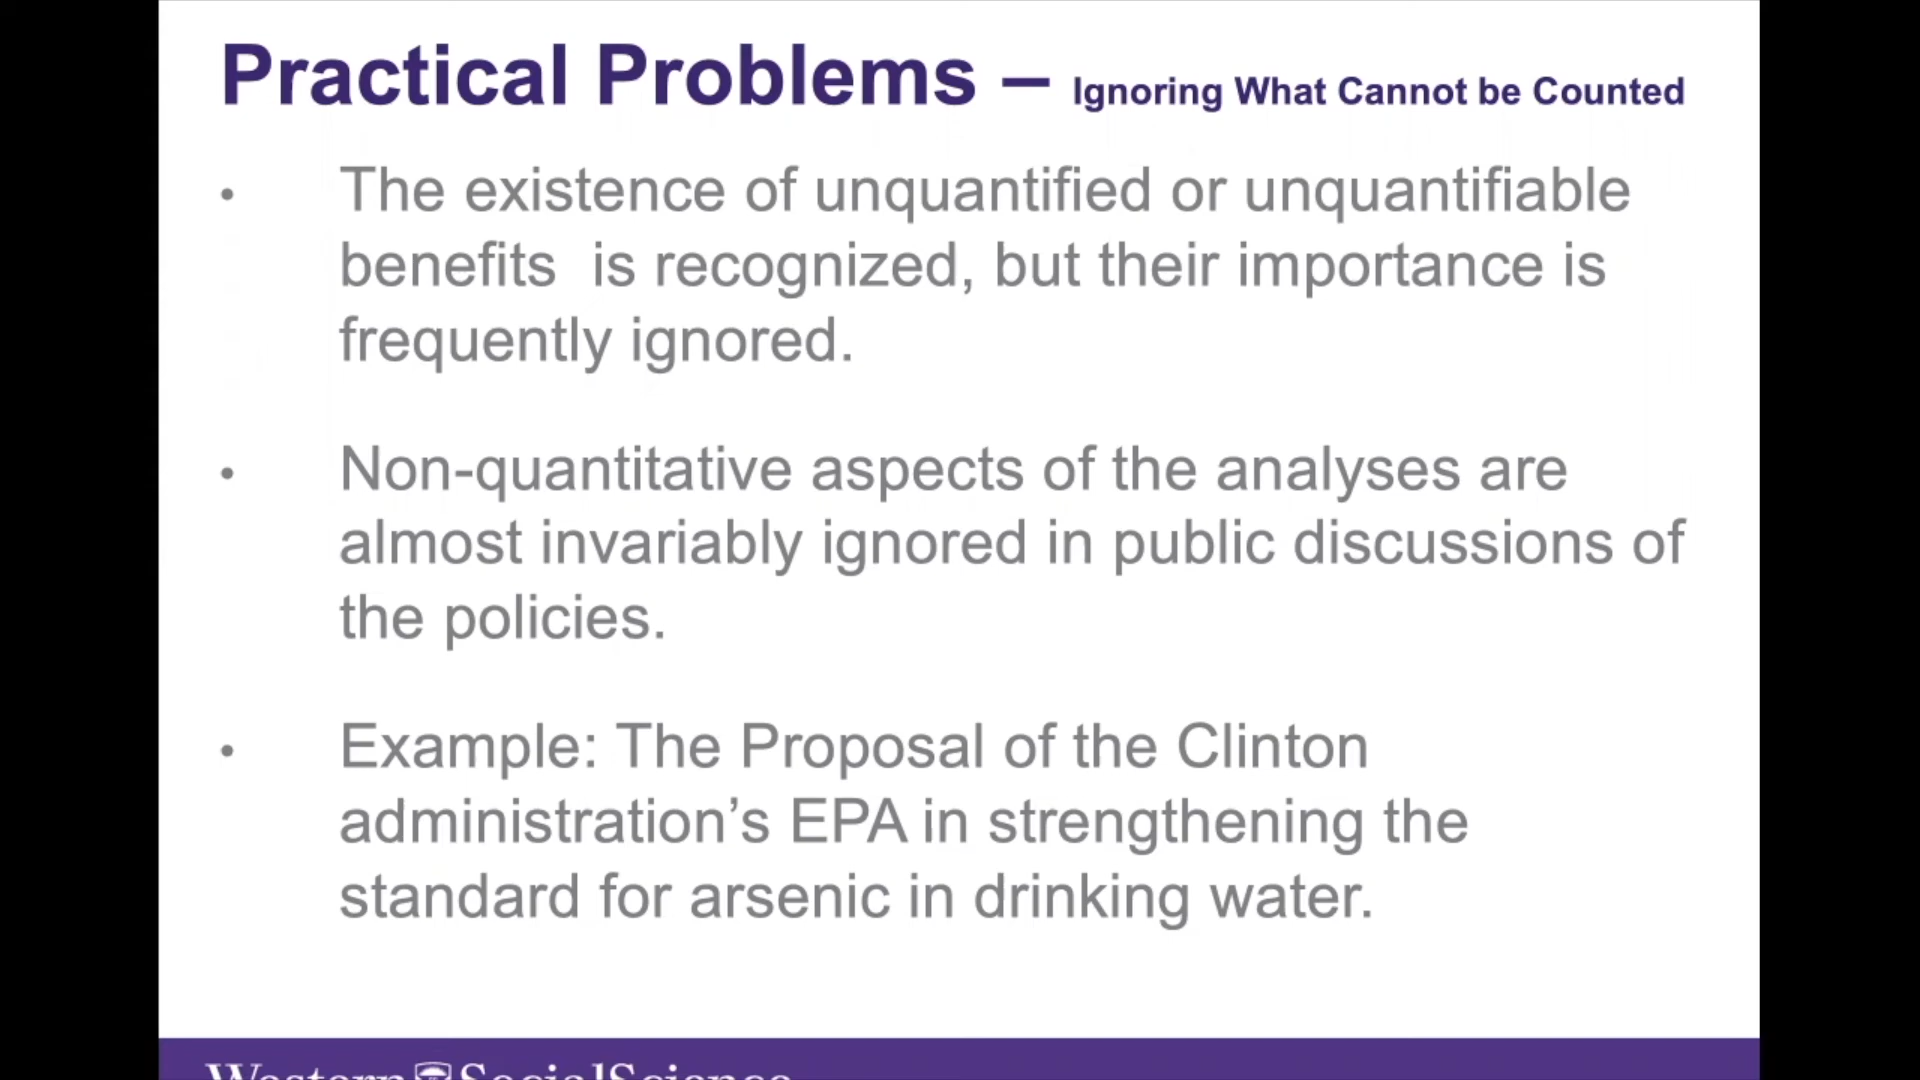 Practical Problems – Ignoring What Cannot be Counted
• The existence of unquantified or unquantifiable
benefits  is recognized, but their importance is
frequently ignored.
• Non-quantitative aspects of the analyses are
almost invariably ignored in public discussions of
the policies.
• Example: The Proposal of the Clinton
administration’s EPA in strengthening the
standard for arsenic in drinking water.
Western SocialScience